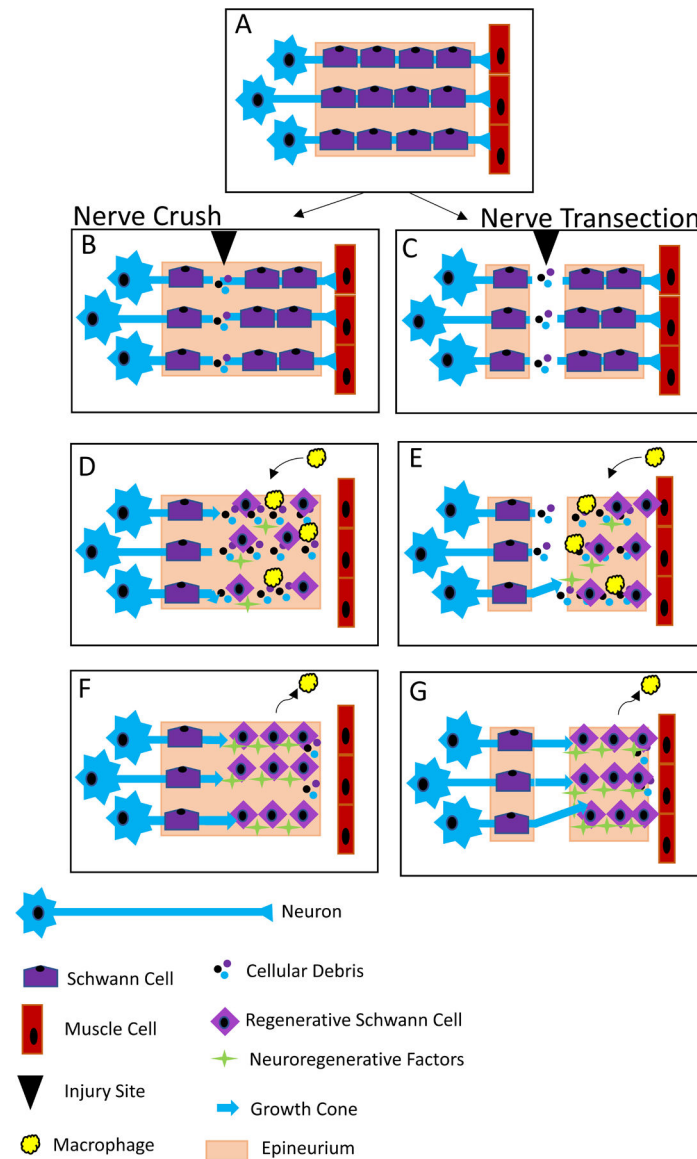 A
Nerve Crush
Nerve Transection
B
C
D
E
F
G
Neuron
Schwann Cell
Cellular Debris
Muscle Cell
Regenerative Schwann Cell
Neuroregenerative Factors
Injury Site
Growth Cone
Macrophage
Epineurium